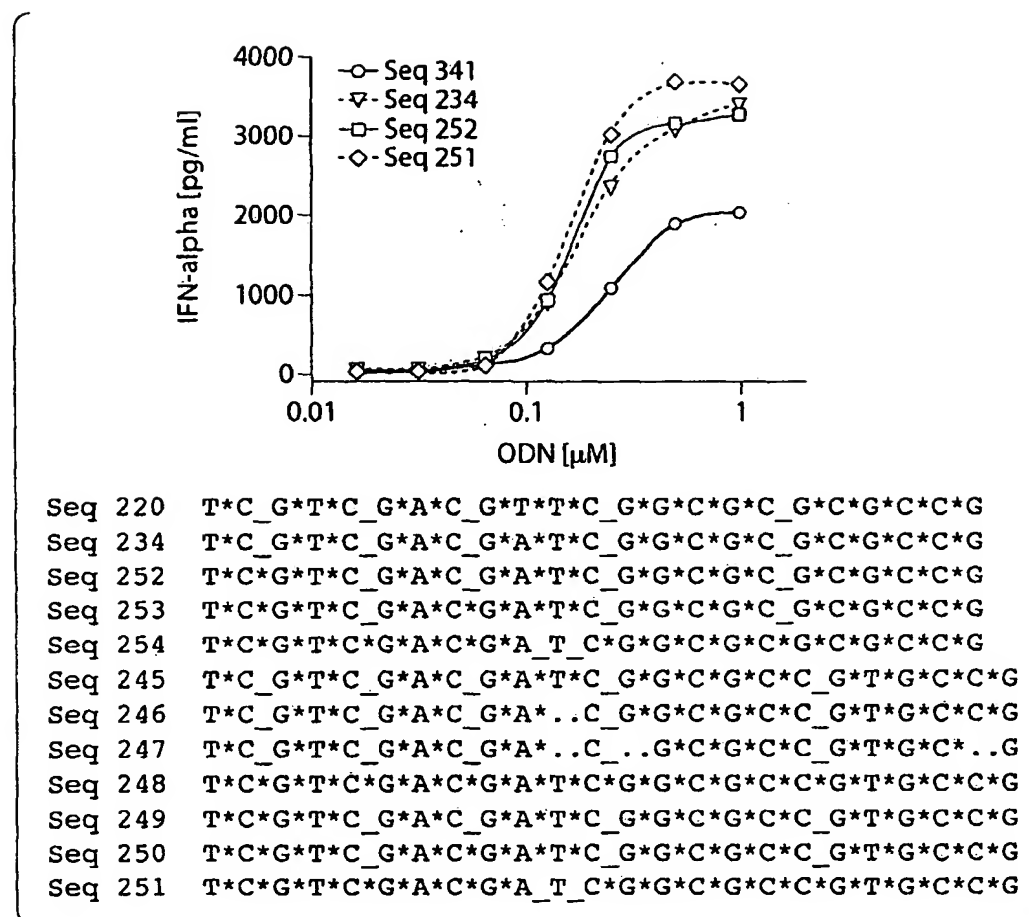 4000
3000
2000
1000
0
IFN-alpha [pg/ml]
Seq 341
Seq 234
Seq 252
Seq 251
0.01
0.1
1
ODN [µM]
Seq 220 T*C_G*T*C_G*A*C_G*T*T*C_G*G*C*G*C_G*C*G*C*C*G
Seq 234 T*C_G*T*C_G*A*C_G*A*T*C_G*G*C*G*C_G*C*G*C*C*G
Seq 252 T*C*G*T*C_G*A*C_G*A*T*C_G*G*C*G*C_G*C*G*C*C*G
Seq 253 T*C*G*T*C_G*A*C*G*A*T*C_G*G*C*G*C_G*C*G*C*C*G
Seq 254 T*C*G*T*C*G*A*C*G*A_T_C*G*G*C*G*C*G*C*G*C*C*G
Seq 245 T*C_G*T*C_G*A*C_G*A*T*C_G*G*C*G*C*C_G*T*G*C*C*G
Seq 246 T*C_G*T*C_G*A*C_G*A*..C_G*G*C*G*C*C_G*T*G*C*C*G
Seq 247 T*C_G*T*C_G*A*C_G*A*..C_..G*C*G*C*C_G*T*G*C*..G
Seq 248 T*C*G*T*C*G*A*C*G*A*T*C*G*G*C*G*C*C*G*T*G*C*C*G
Seq 249 T*C*G*T*C_G*A*C_G*A*T*C_G*G*C*G*C*C_G*T*G*C*C*G
Seq 250 T*C*G*T*C_G*A*C*G*A*T*C_G*G*C*G*C*C_G*T*G*C*C*G
Seq 251 T*C*G*T*C*G*A*C*G*A_T_C*G*G*C*G*C*C*G*T*G*C*C*G